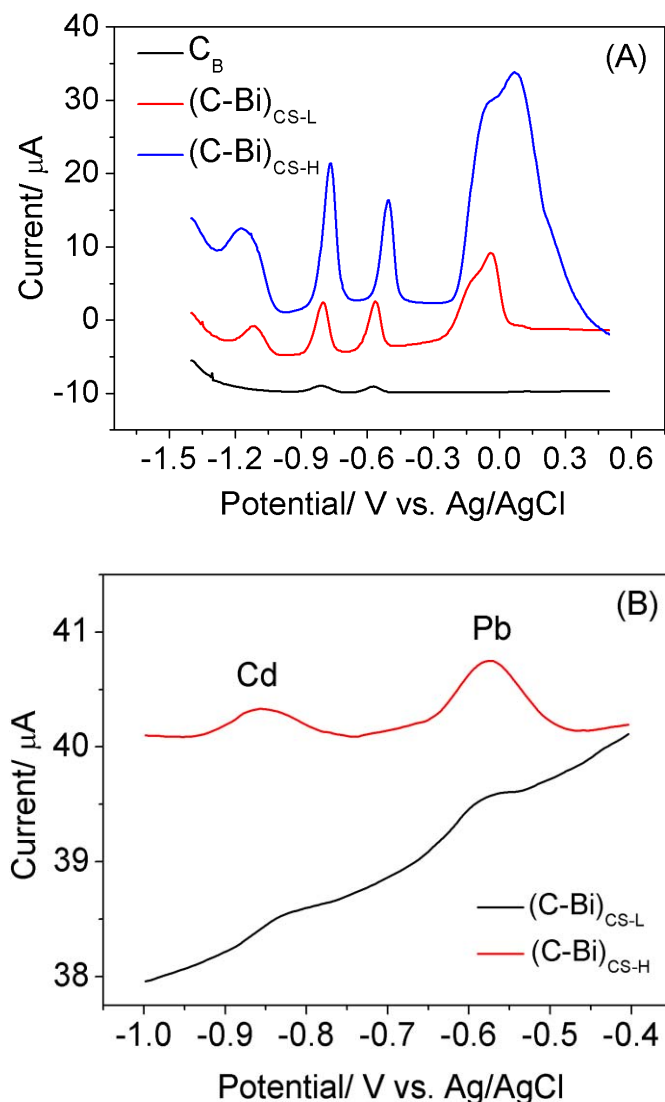 (A)
C_B
(C-Bi)_CS-L
(C-Bi)_CS-H
40
30
20
10
0
-10
Current/ μA
-1.5 -1.2 -0.9 -0.6 -0.3 0.0 0.3 0.6
Potential/ V vs. Ag/AgCl
(B)
Cd
Pb
41
40
39
38
Current/ μA
(C-Bi)_CS-L
(C-Bi)_CS-H
-1.0 -0.9 -0.8 -0.7 -0.6 -0.5 -0.4
Potential/ V vs. Ag/AgCl